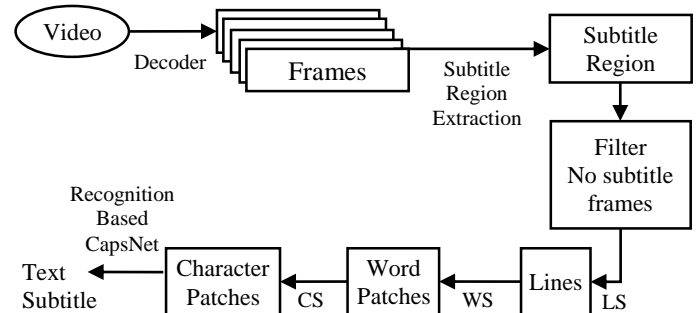 Video
Decoder
Frames
Subtitle
Region
Extraction
Subtitle
Region
Filter
No subtitle
frames
LS
Lines
WS
Word
Patches
CS
Character
Patches
Recognition
Based
CapsNet
Text
Subtitle